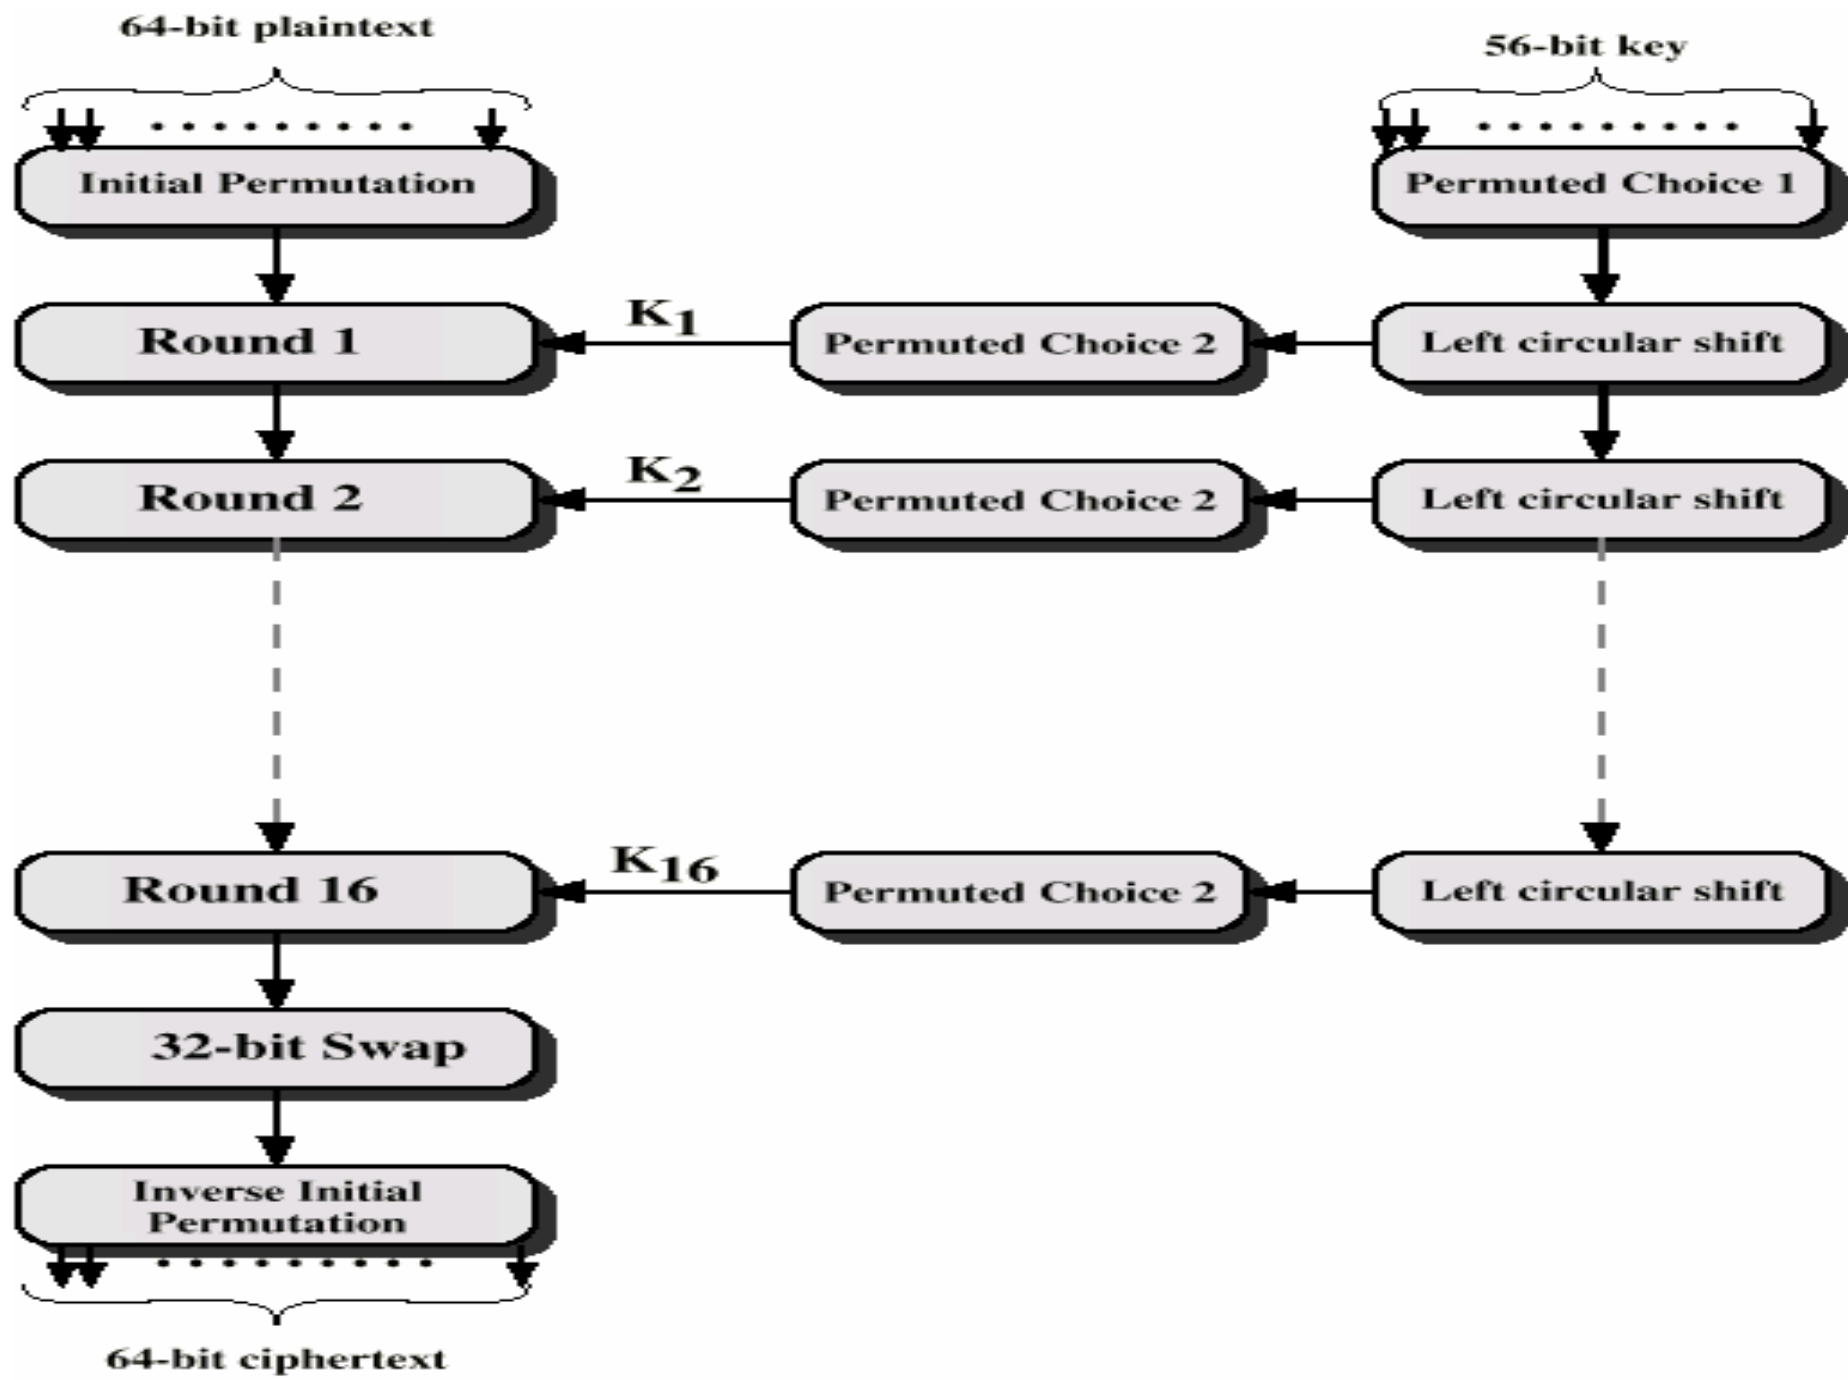 64-bit plaintext
56-bit key
Initial Permutation
Permuted Choice 1
Round 1
K1
Permuted Choice 2
Left circular shift
Round 2
K2
Permuted Choice 2
Left circular shift
Round 16
K16
Permuted Choice 2
Left circular shift
32-bit Swap
Inverse Initial
Permutation
64-bit ciphertext